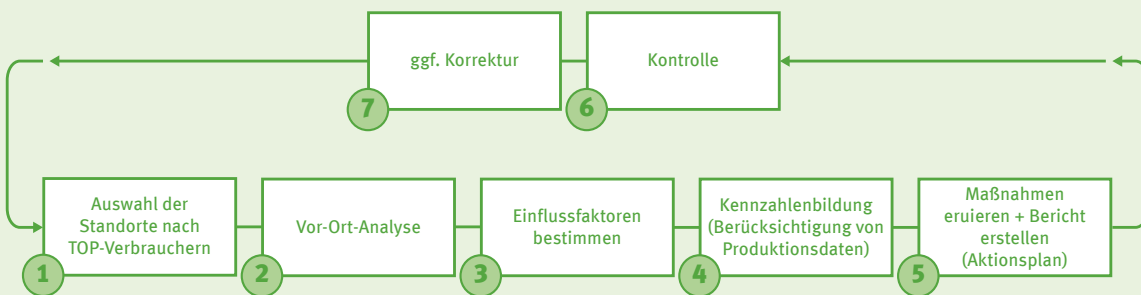 ggf. Korrektur
7
Kontrolle
6
Auswahl der
Standorte nach
TOP-Verbrauchern
1
Vor-Ort-Analyse
2
Einflussfaktoren
bestimmen
3
Kennzahlenbildung
(Berücksichtigung von
Produktionsdaten)
4
Maßnahmen
eruieren + Bericht
erstellen
(Aktionsplan)
5